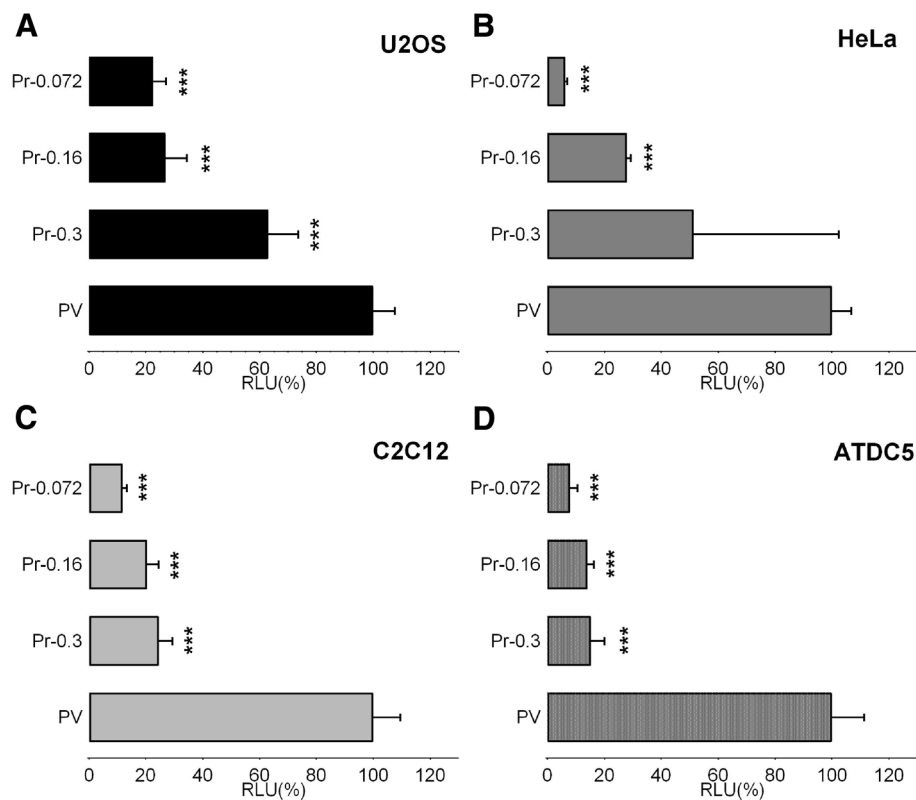 A
U2OS
Pr-0.072
***
Pr-0.16
***
Pr-0.3
***
PV
0 20 40 60 80 100 120
RLU(%)
B
HeLa
Pr-0.072
***
Pr-0.16
***
Pr-0.3
PV
0 20 40 60 80 100 120
RLU(%)
C
C2C12
Pr-0.072
***
Pr-0.16
***
Pr-0.3
***
PV
0 20 40 60 80 100 120
RLU(%)
D
ATDC5
Pr-0.072
***
Pr-0.16
***
Pr-0.3
***
PV
0 20 40 60 80 100 120
RLU(%)